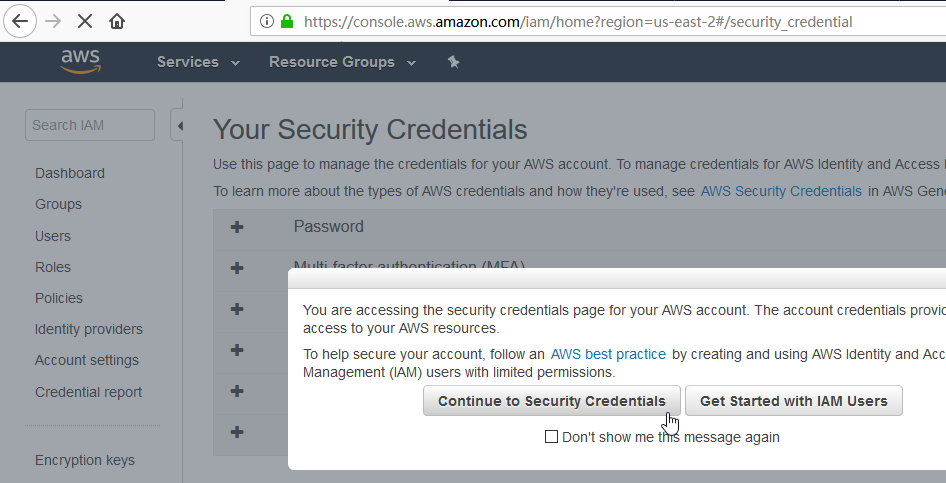 https://console.aws.amazon.com/iam/home?region=us-east-2#/security_credential
aws Services Resource Groups
Search IAM
Your Security Credentials
Use this page to manage the credentials for your AWS account. To manage credentials for AWS Identity and Access
To learn more about the types of AWS credentials and how they're used, see AWS Security Credentials in AWS Gene
Dashboard
Groups
Users
Roles
Policies
Identity providers
Account settings
Credential report
Encryption keys
Password
Multi-factor authentication (MFA)
You are accessing the security credentials page for your AWS account. The account credentials provid
access to your AWS resources.
To help secure your account, follow an AWS best practice by creating and using AWS Identity and Acc
Management (IAM) users with limited permissions.
Continue to Security Credentials Get Started with IAM Users
Don't show me this message again